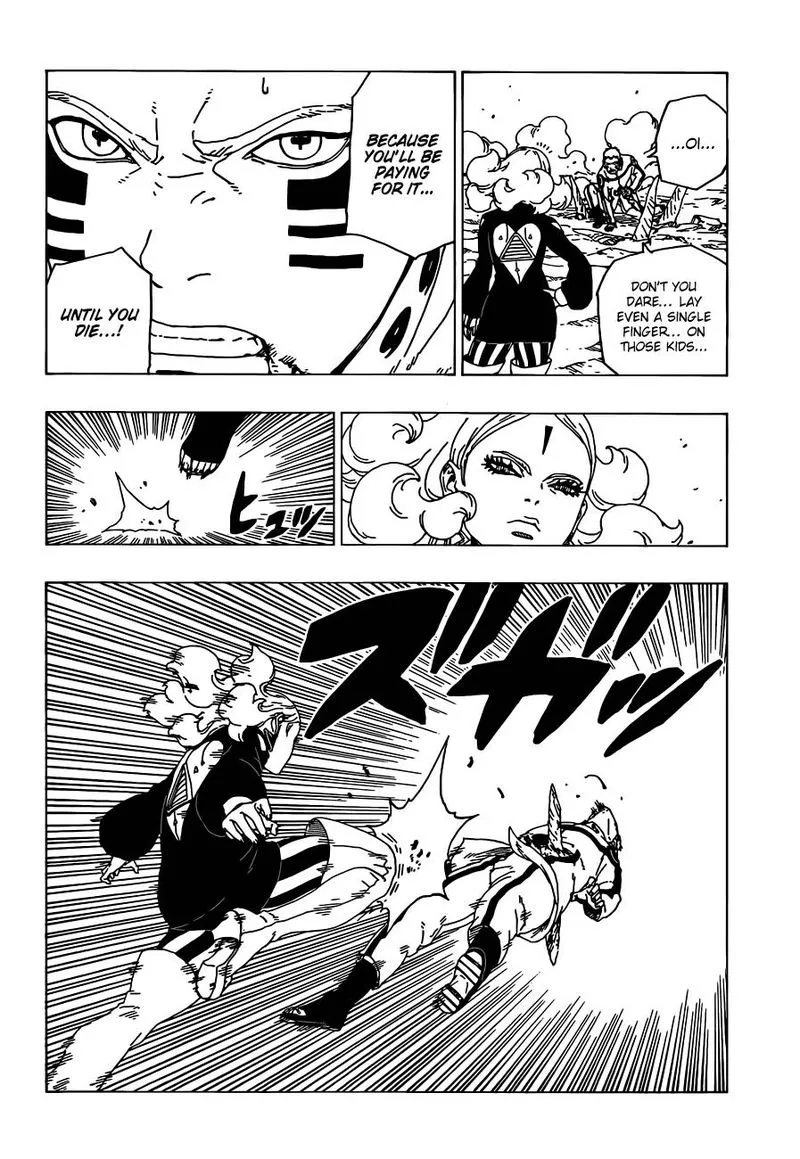 ...OI...
DON'T YOU
DARE... LAY
EVEN A SINGLE
FINGER... ON
THOSE KIDS...
BECAUSE
YOU'LL BE
PAYING
FOR IT...
UNTIL YOU
DIE...!
ヒュッ
ズガッ